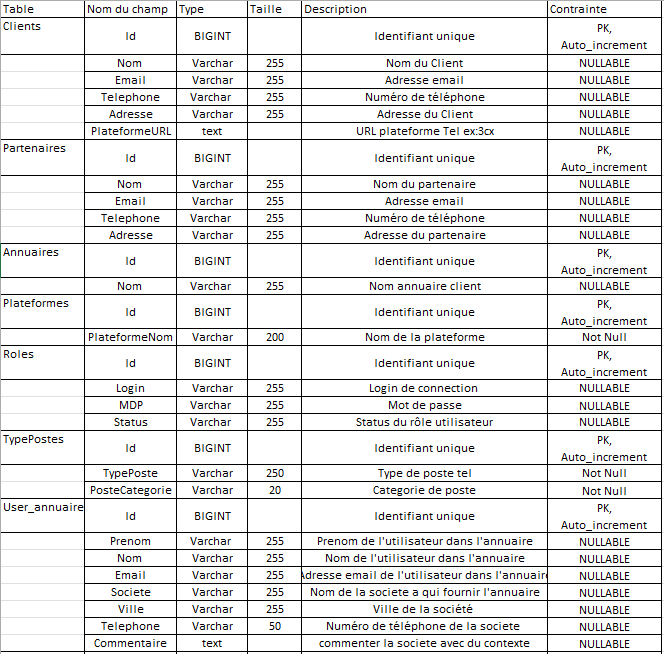 Table Nom du champ Type Taille Description Contrainte
Clients Id BIGINT Identifiant unique PK, Auto_increment
Nom Varchar 255 Nom du Client NULLABLE
Email Varchar 255 Adresse email NULLABLE
Telephone Varchar 255 Numéro de téléphone NULLABLE
Adresse Varchar 255 Adresse du Client NULLABLE
PlateformeURL text URL plateforme Tel ex:3cx NULLABLE
Partenaires Id BIGINT Identifiant unique PK, Auto_increment
Nom Varchar 255 Nom du partenaire NULLABLE
Email Varchar 255 Adresse email NULLABLE
Telephone Varchar 255 Numéro de téléphone NULLABLE
Adresse Varchar 255 Adresse du partenaire NULLABLE
Annuaires Id BIGINT Identifiant unique PK, Auto_increment
Nom Varchar 255 Nom annuaire client NULLABLE
Plateformes Id BIGINT Identifiant unique PK, Auto_increment
PlateformeNom Varchar 200 Nom de la plateforme Not Null
Roles Id BIGINT Identifiant unique PK, Auto_increment
Login Varchar 255 Login de connection NULLABLE
MDP Varchar 255 Mot de passe NULLABLE
Status Varchar 255 Status du rôle utilisateur NULLABLE
TypePostes Id BIGINT Identifiant unique PK, Auto_increment
TypePoste Varchar 250 Type de poste tel Not Null
PosteCategorie Varchar 20 Categorie de poste Not Null
User_annuaire Id BIGINT Identifiant unique PK, Auto_increment
Prenom Varchar 255 Prenom de l'utilisateur dans l'annuaire NULLABLE
Nom Varchar 255 Nom de l'utilisateur dans l'annuaire NULLABLE
Email Varchar 255 Adresse email de l'utilisateur dans l'annuaire NULLABLE
Societe Varchar 255 Nom de la societe a qui fournir l'annuaire NULLABLE
Ville Varchar 255 Ville de la société NULLABLE
Telephone Varchar 50 Numéro de téléphone de la societe NULLABLE
Commentaire text commenter la societe avec du contexte NULLABLE